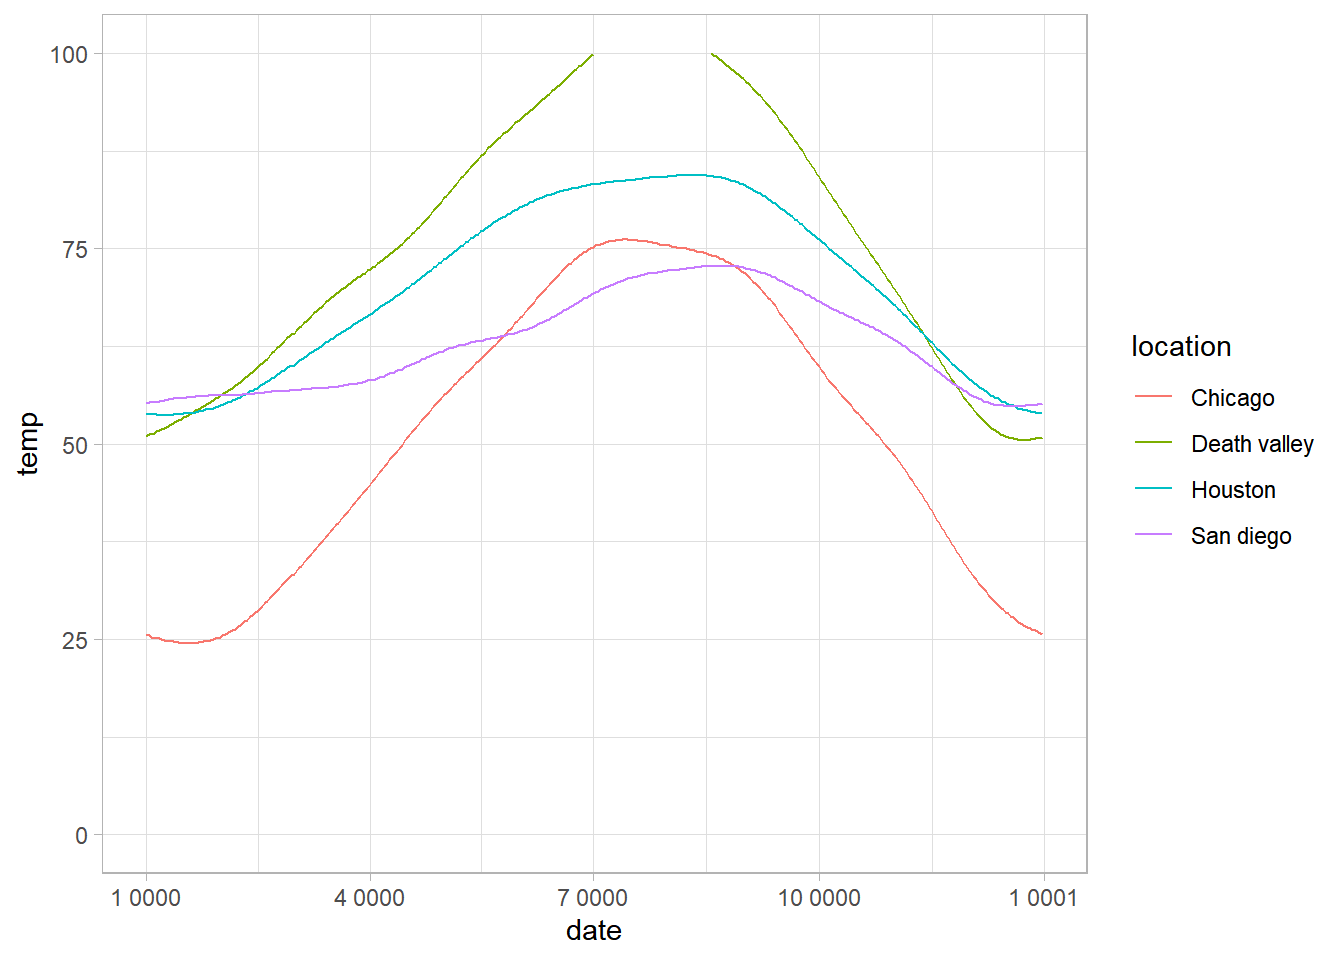 100
75
50
25
0
temp
1 0000
4 0000
7 0000
10 0000
1 0001
date
location
Chicago
Death valley
Houston
San diego